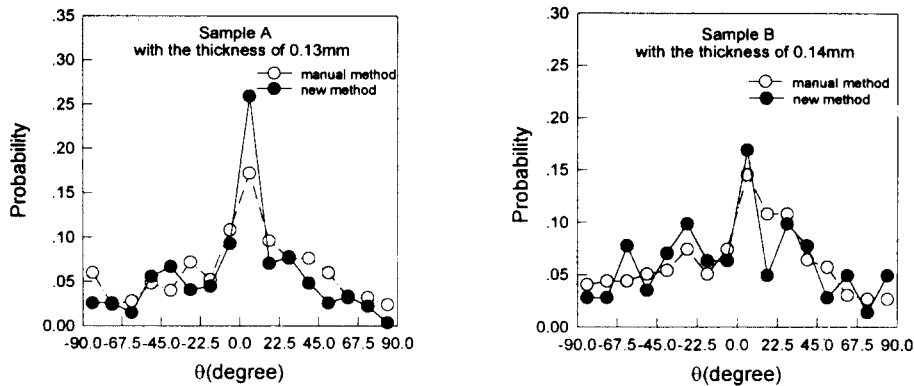 Sample A
with the thickness of 0.13mm
manual method
new method
.35
.30
.25
.20
.15
.10
.05
0.00
Probability
-90.0 -67.5 -45.0 -22.5 0.0 22.5 45.0 67.5 90.0
θ(degree)
Sample B
with the thickness of 0.14mm
manual method
new method
.30
.25
.20
.15
.10
.05
0.00
Probability
-90.0 -67.5 -45.0 -22.5 0.0 22.5 45.0 67.5 90.0
θ(degree)